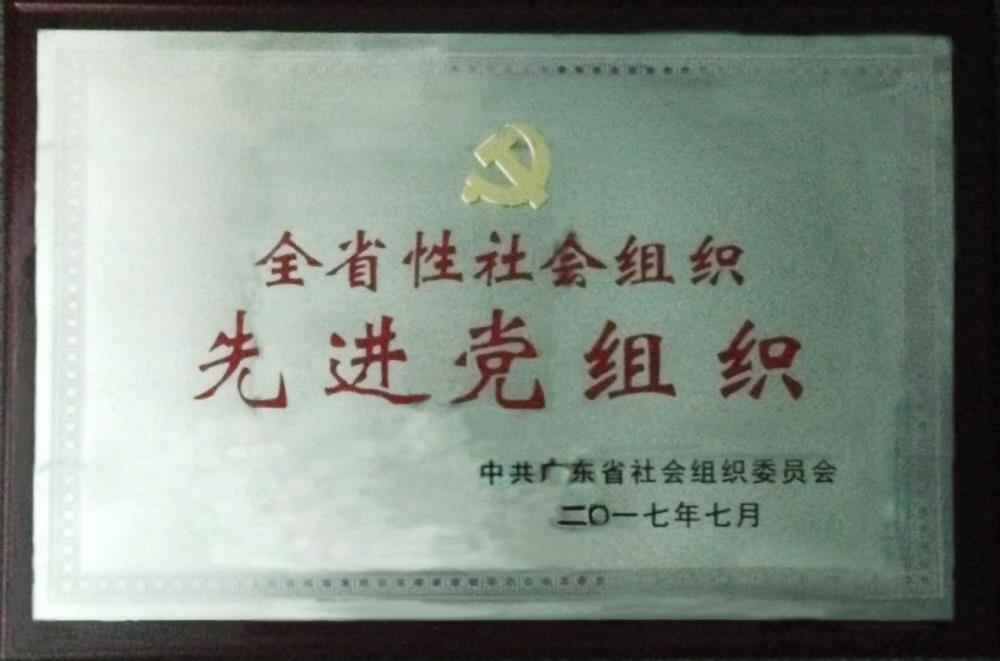 全省性社会组织
先进党组织
中共广东省社会组织委员会
二〇一七年七月